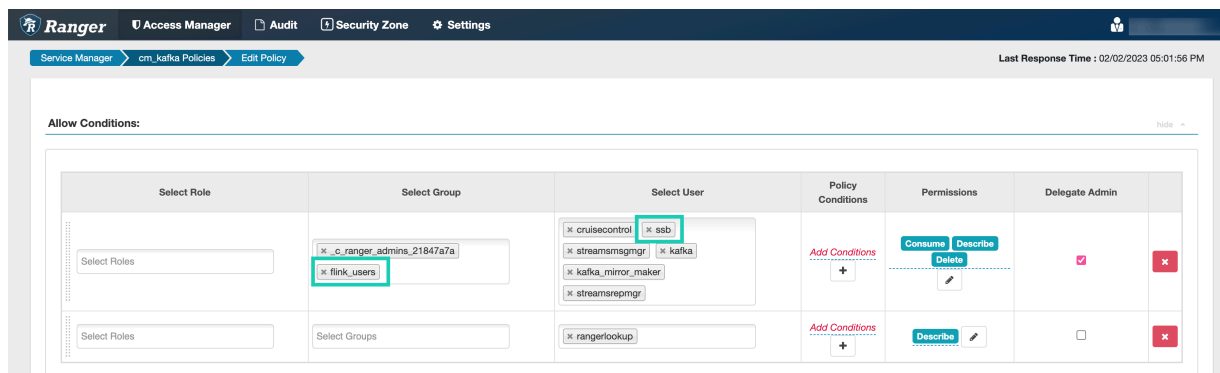 Ranger Access Manager Audit Security Zone Settings
Service Manager cm_kafka Policies Edit Policy Last Response Time : 02/02/2023 05:01:56 PM
Allow Conditions: hide
Select Role Select Group Select User Policy Conditions Permissions Delegate Admin
Select Roles
× _c_ranger_admins_21847a7a
× flink_users
× cruisecontrol × ssb
× streamsmsgmgr × kafka
× kafka_mirror_maker
× streamsrepmgr
Add Conditions
+
Consume Describe
Delete
Select Roles Select Groups × rangerlookup
Add Conditions
+
Describe